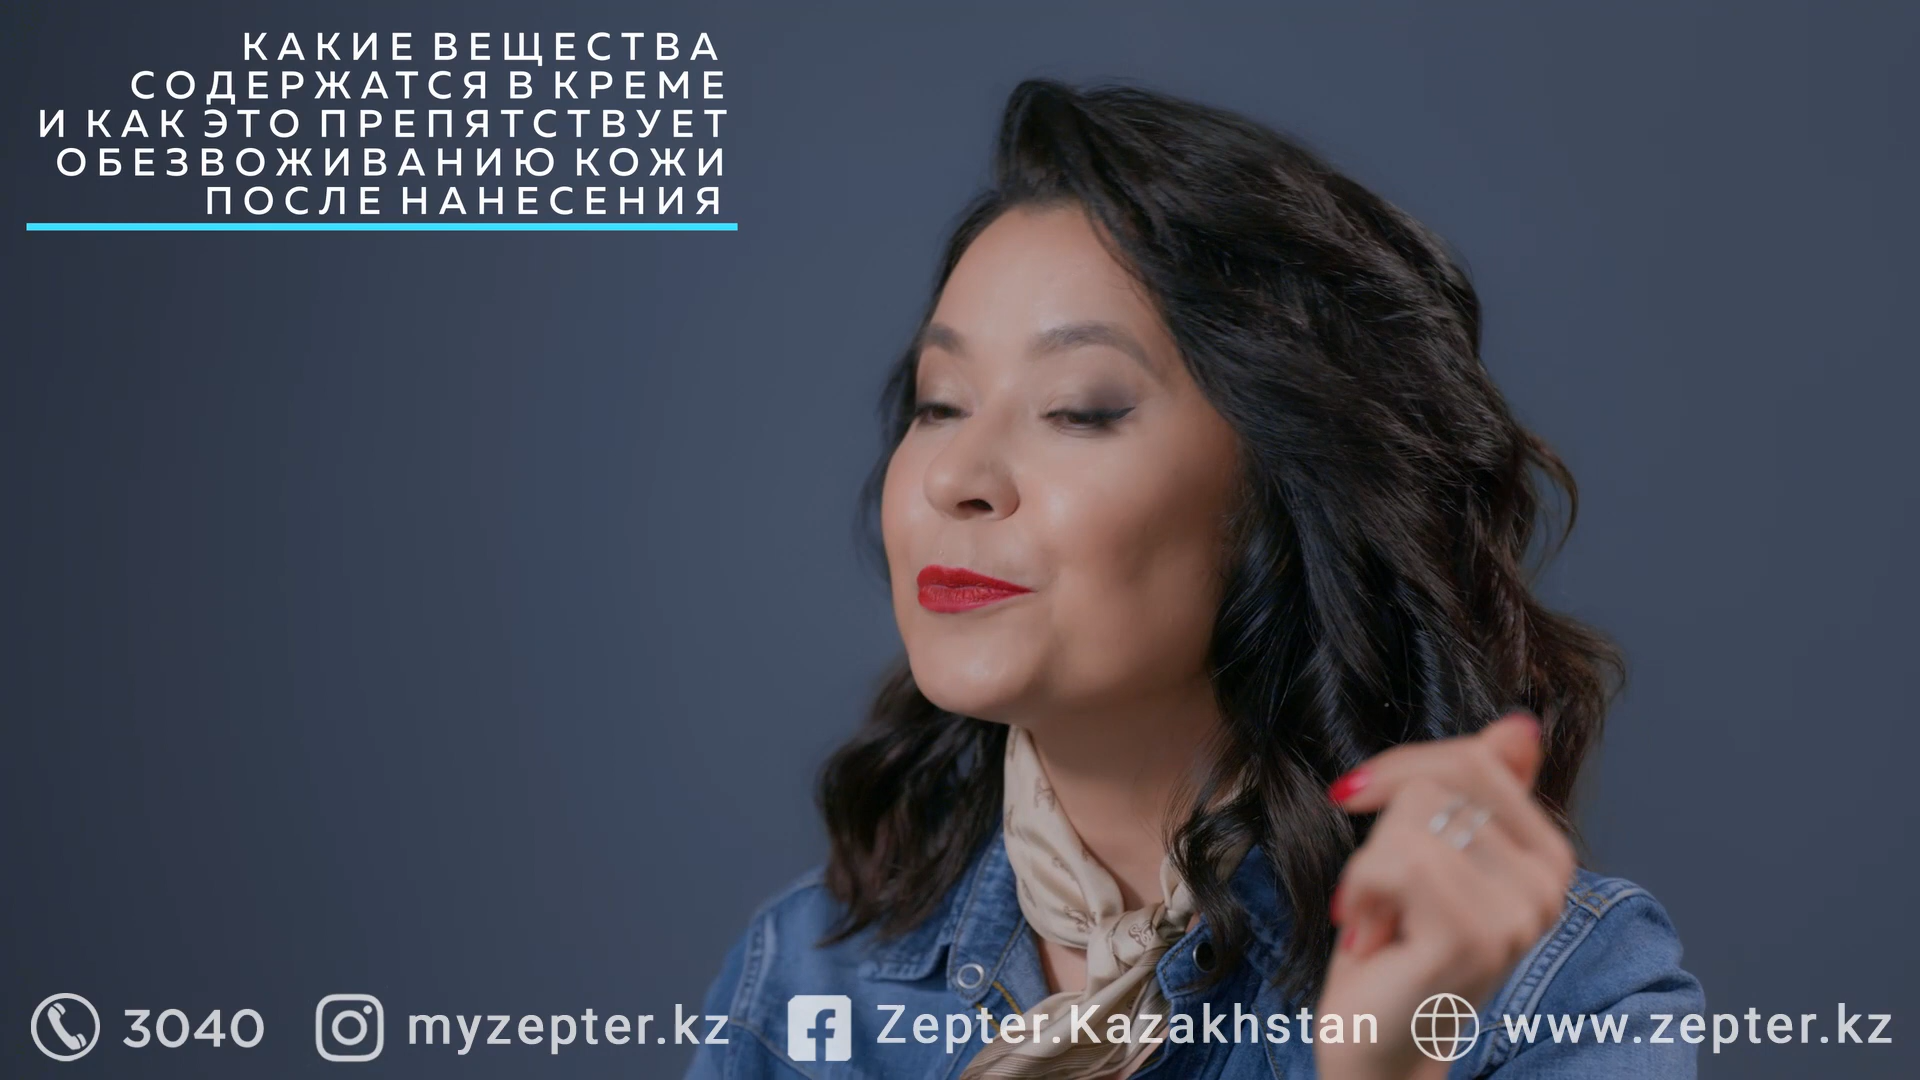 КАКИЕ ВЕЩЕСТВА
СОДЕРЖАТСЯ В КРЕМЕ
И КАК ЭТО ПРЕПЯТСТВУЕТ
ОБЕЗВОЖИВАНИЮ КОЖИ
ПОСЛЕ НАНЕСЕНИЯ
3040 myzepter.kz Zepter.Kazakhstan www.zepter.kz